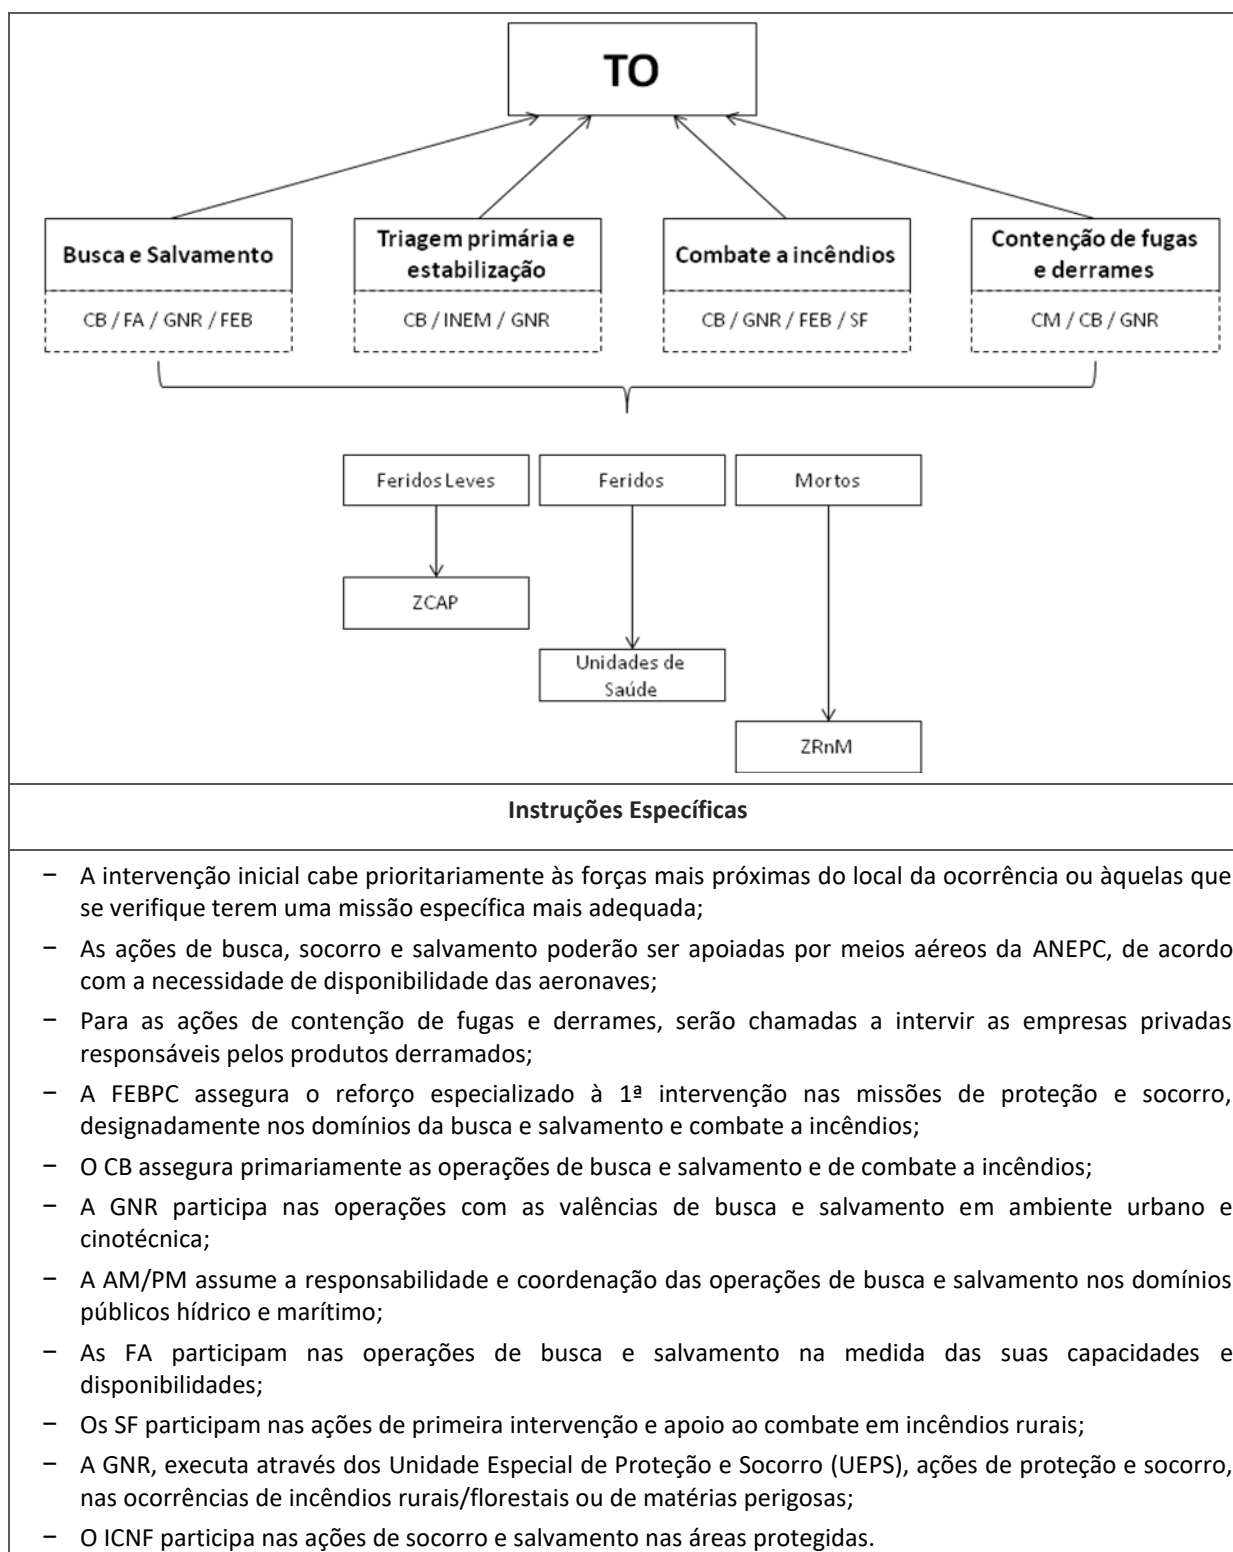 TO
Busca e Salvamento
CB / FA / GNR / FEB
Triagem primária e
estabilização
CB / INEM / GNR
Combate a incêndios
CB / GNR / FEB / SF
Contenção de fugas
e derrames
CM / CB / GNR
Feridos Leves
Feridos
Mortos
ZCAP
Unidades de
Saúde
ZRnM
Instruções Específicas
− A intervenção inicial cabe prioritariamente às forças mais próximas do local da ocorrência ou àquelas que
se verifique terem uma missão específica mais adequada;
− As ações de busca, socorro e salvamento poderão ser apoiadas por meios aéreos da ANEPC, de acordo
com a necessidade de disponibilidade das aeronaves;
− Para as ações de contenção de fugas e derrames, serão chamadas a intervir as empresas privadas
responsáveis pelos produtos derramados;
− A FEBPC assegura o reforço especializado à 1ª intervenção nas missões de proteção e socorro,
designadamente nos domínios da busca e salvamento e combate a incêndios;
− O CB assegura primariamente as operações de busca e salvamento e de combate a incêndios;
− A GNR participa nas operações com as valências de busca e salvamento em ambiente urbano e
cinotécnica;
− A AM/PM assume a responsabilidade e coordenação das operações de busca e salvamento nos domínios
públicos hídrico e marítimo;
− As FA participam nas operações de busca e salvamento na medida das suas capacidades e
disponibilidades;
− Os SF participam nas ações de primeira intervenção e apoio ao combate em incêndios rurais;
− A GNR, executa através dos Unidade Especial de Proteção e Socorro (UEPS), ações de proteção e socorro,
nas ocorrências de incêndios rurais/florestais ou de matérias perigosas;
− O ICNF participa nas ações de socorro e salvamento nas áreas protegidas.